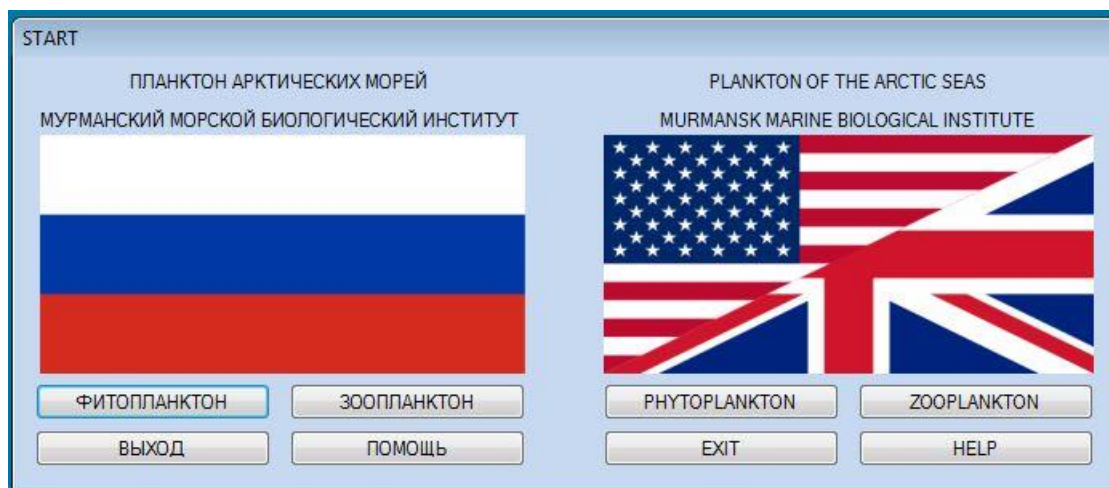 START
ПЛАНКТОН АРКТИЧЕСКИХ МОРЕЙ
МУРМАНСКИЙ МОРСКОЙ БИОЛОГИЧЕСКИЙ ИНСТИТУТ
ФИТОПЛАНКТОН
ЗООПЛАНКТОН
ВЫХОД
ПОМОЩЬ
PLANKTON OF THE ARCTIC SEAS
MURMANSK MARINE BIOLOGICAL INSTITUTE
PHYTOPLANKTON
ZOOPLANKTON
EXIT
HELP